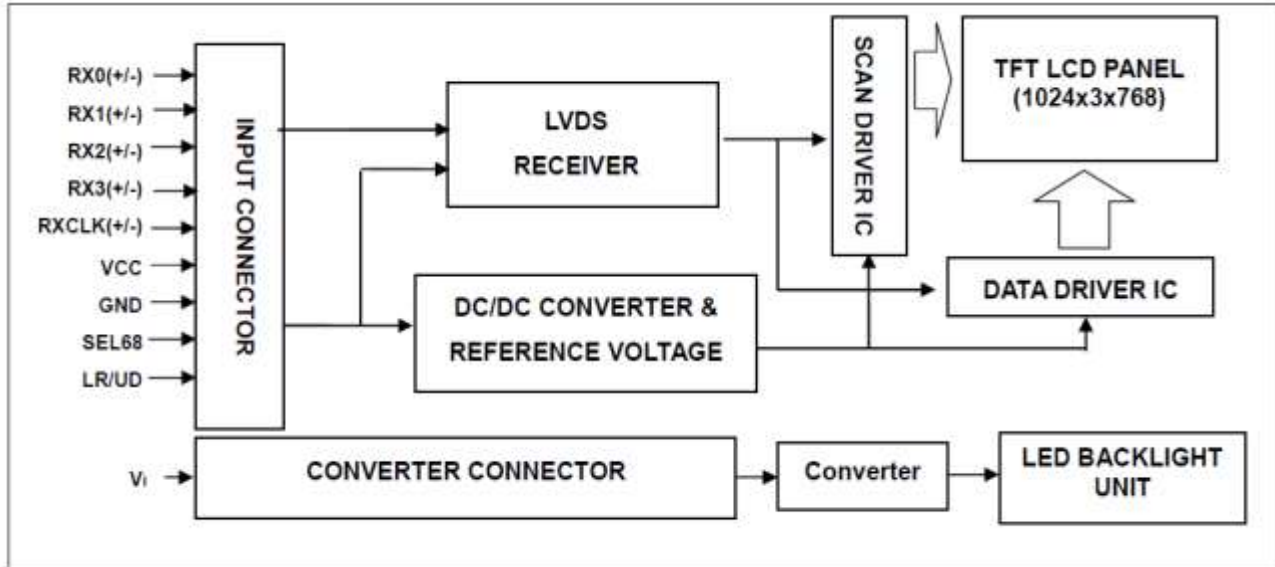 RX0(+/-)
RX1(+/-)
RX2(+/-)
RX3(+/-)
RXCLK(+/-)
VCC
GND
SEL68
LR/UD
INPUT CONNECTOR
LVDS
RECEIVER
DC/DC CONVERTER &
REFERENCE VOLTAGE
SCAN DRIVER IC
TFT LCD PANEL
(1024x3x768)
DATA DRIVER IC
VI
CONVERTER CONNECTOR
Converter
LED BACKLIGHT
UNIT